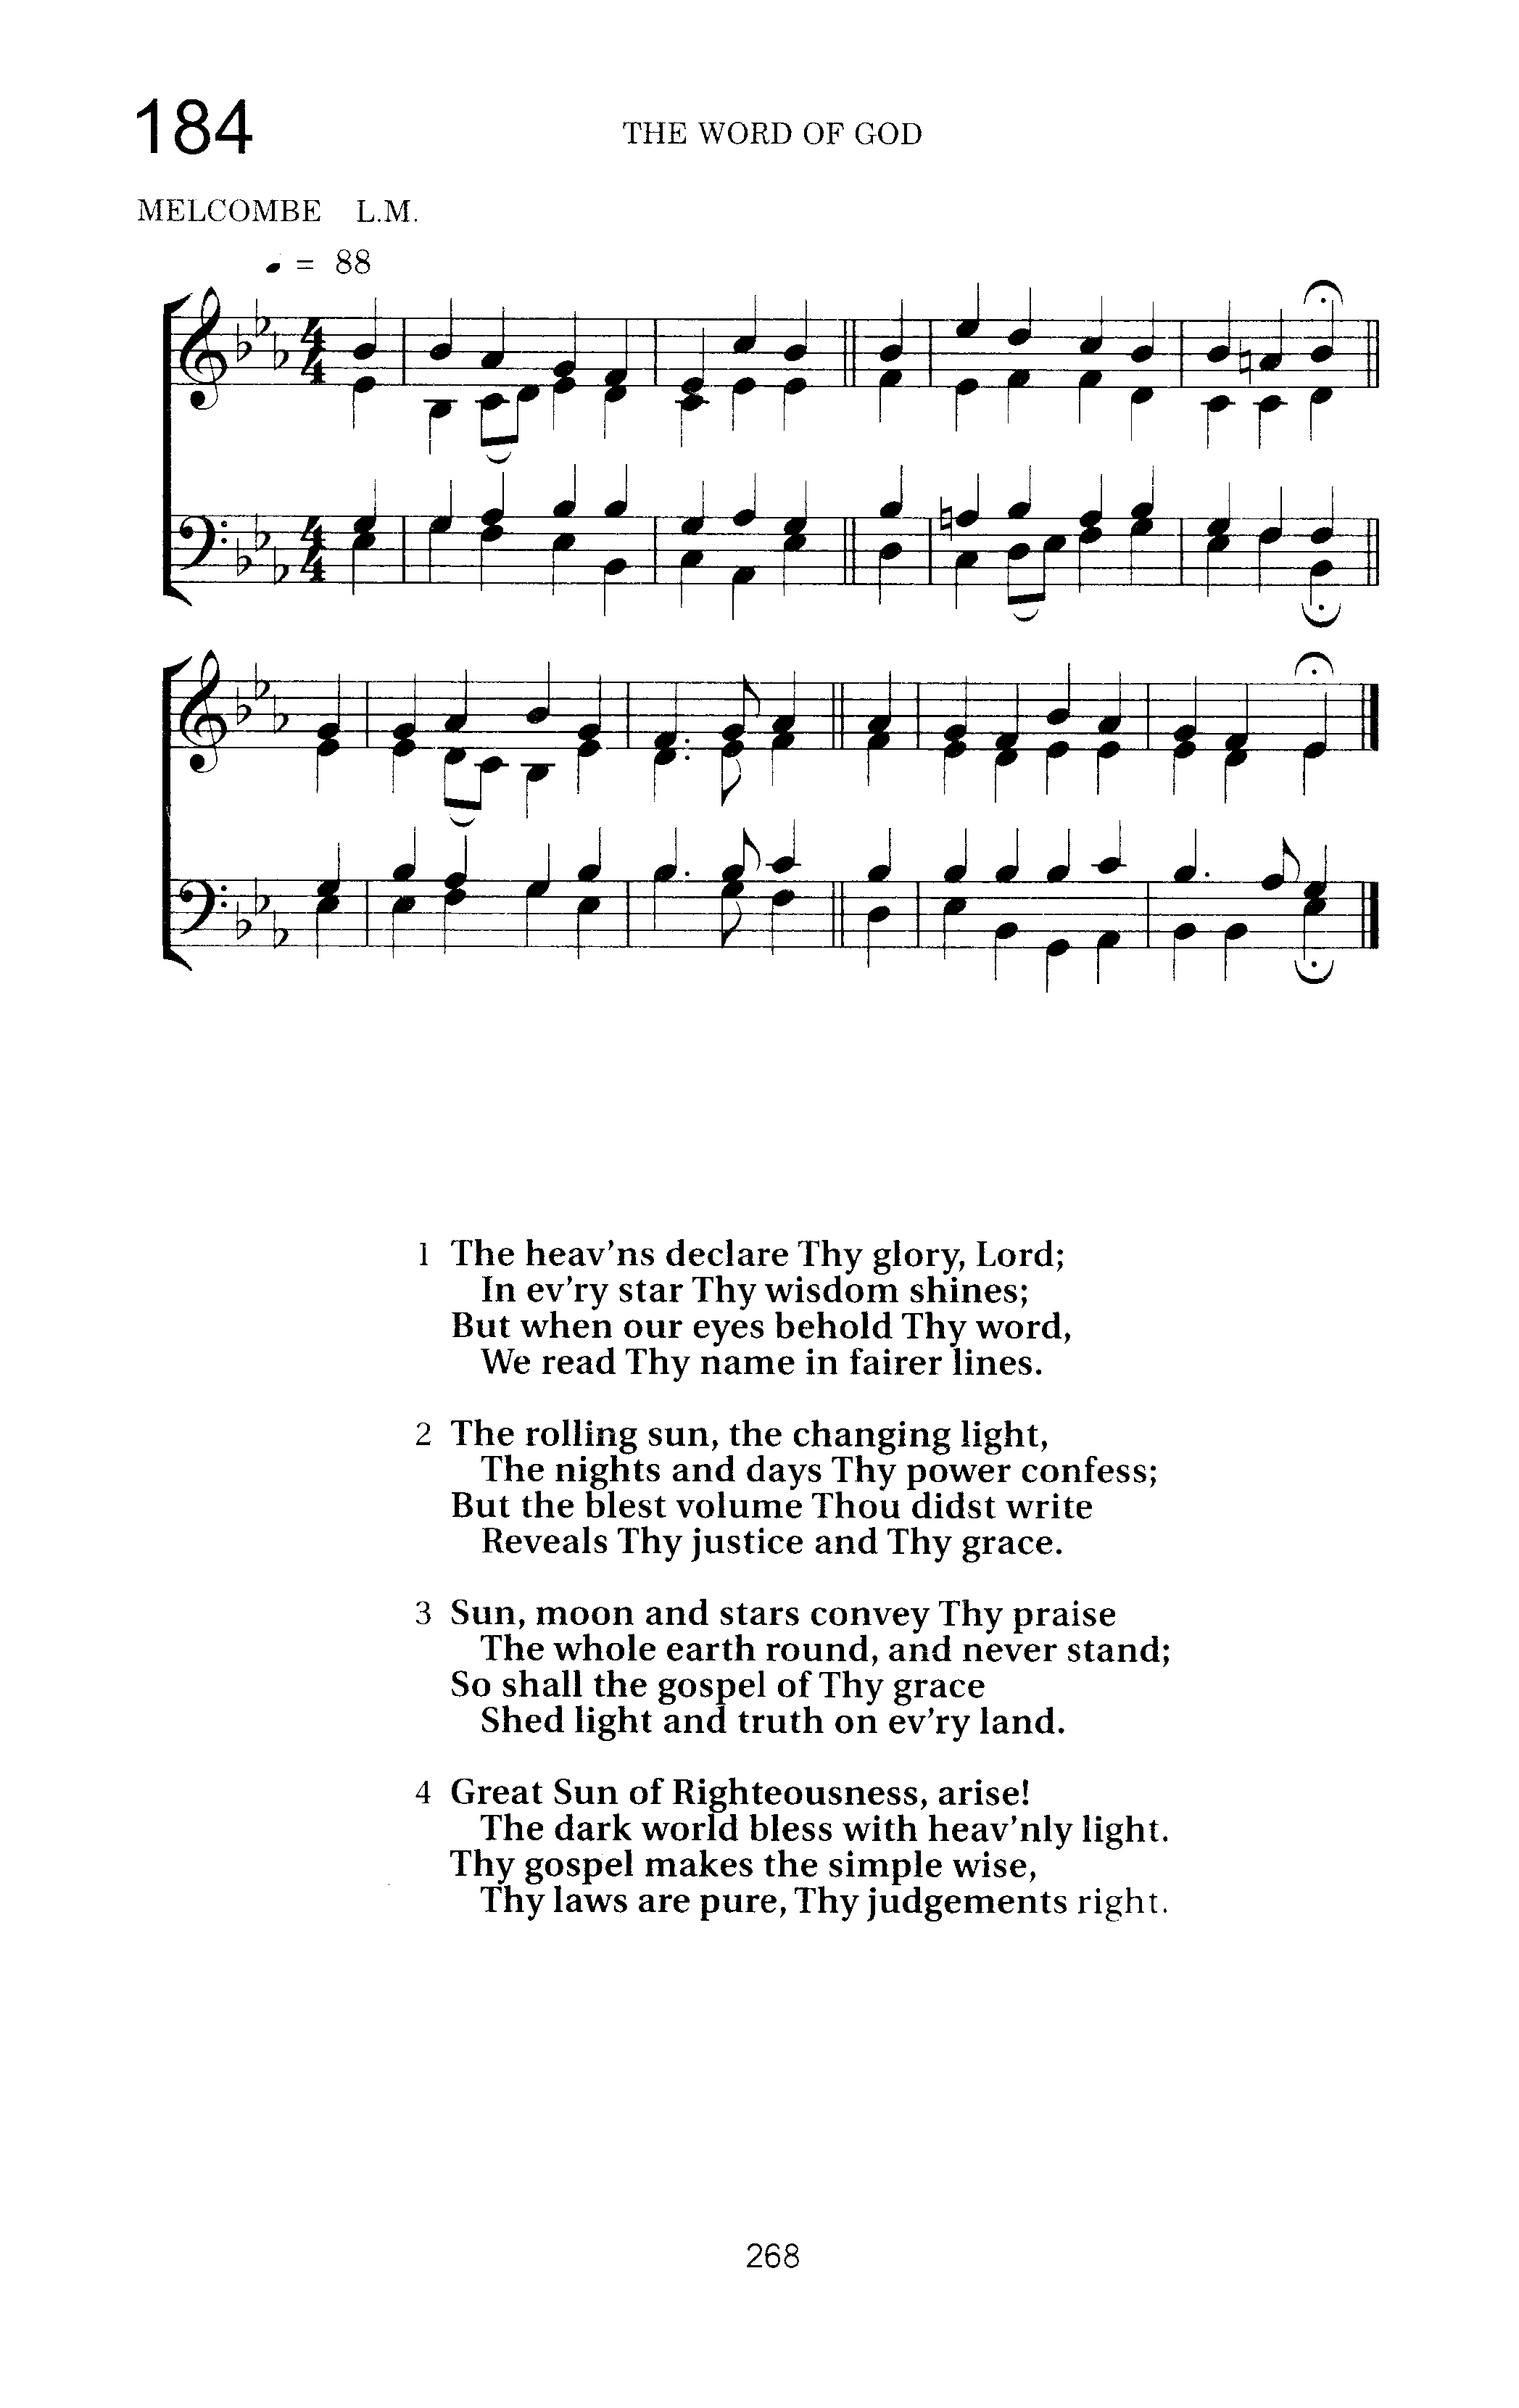 184
THE WORD OF GOD
MELCOMBE L.M.
= 88
1 The heav'ns declare Thy glory, Lord;
In ev'ry star Thy wisdom shines;
But when our eyes behold Thy word,
We read Thy name in fairer lines.
2 The rolling sun, the changing light,
The nights and days Thy power confess;
But the blest volume Thou didst write
Reveals Thy justice and Thy grace.
3 Sun, moon and stars convey Thy praise
The whole earth round, and never stand;
So shall the gospel of Thy grace
Shed light and truth on ev'ry land.
4 Great Sun of Righteousness, arise!
The dark world bless with heav'nly light.
Thy gospel makes the simple wise,
Thy laws are pure, Thy judgements right.
268